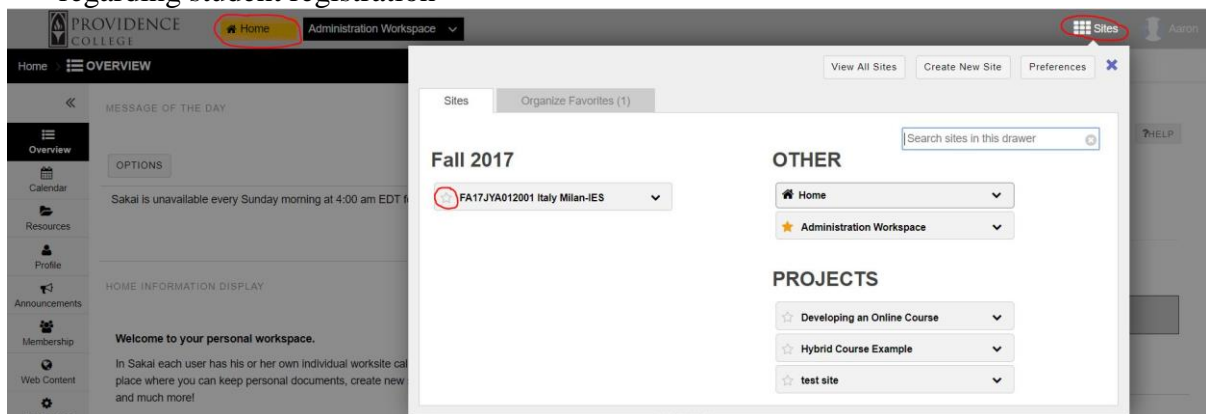 regarding student registration
PROVIDENCE
COLLEGE
Home
Administration Workspace
Sites
Aaron
Home
OVERVIEW
View All Sites
Create New Site
Preferences
MESSAGE OF THE DAY
Sites
Organize Favorites (1)
Search sites in this drawer
?HELP
Overview
OPTIONS
Fall 2017
OTHER
Calendar
Sakai is unavailable every Sunday morning at 4:00 am EDT
FA17JYA012001 Italy Milan-IES
Home
Resources
Administration Workspace
Profile
HOME INFORMATION DISPLAY
PROJECTS
Announcements
Developing an Online Course
Membership
Welcome to your personal workspace.
Hybrid Course Example
In Sakai each user has his or her own individual worksite
Web Content
place where you can keep personal documents, create new
test site
and much more!